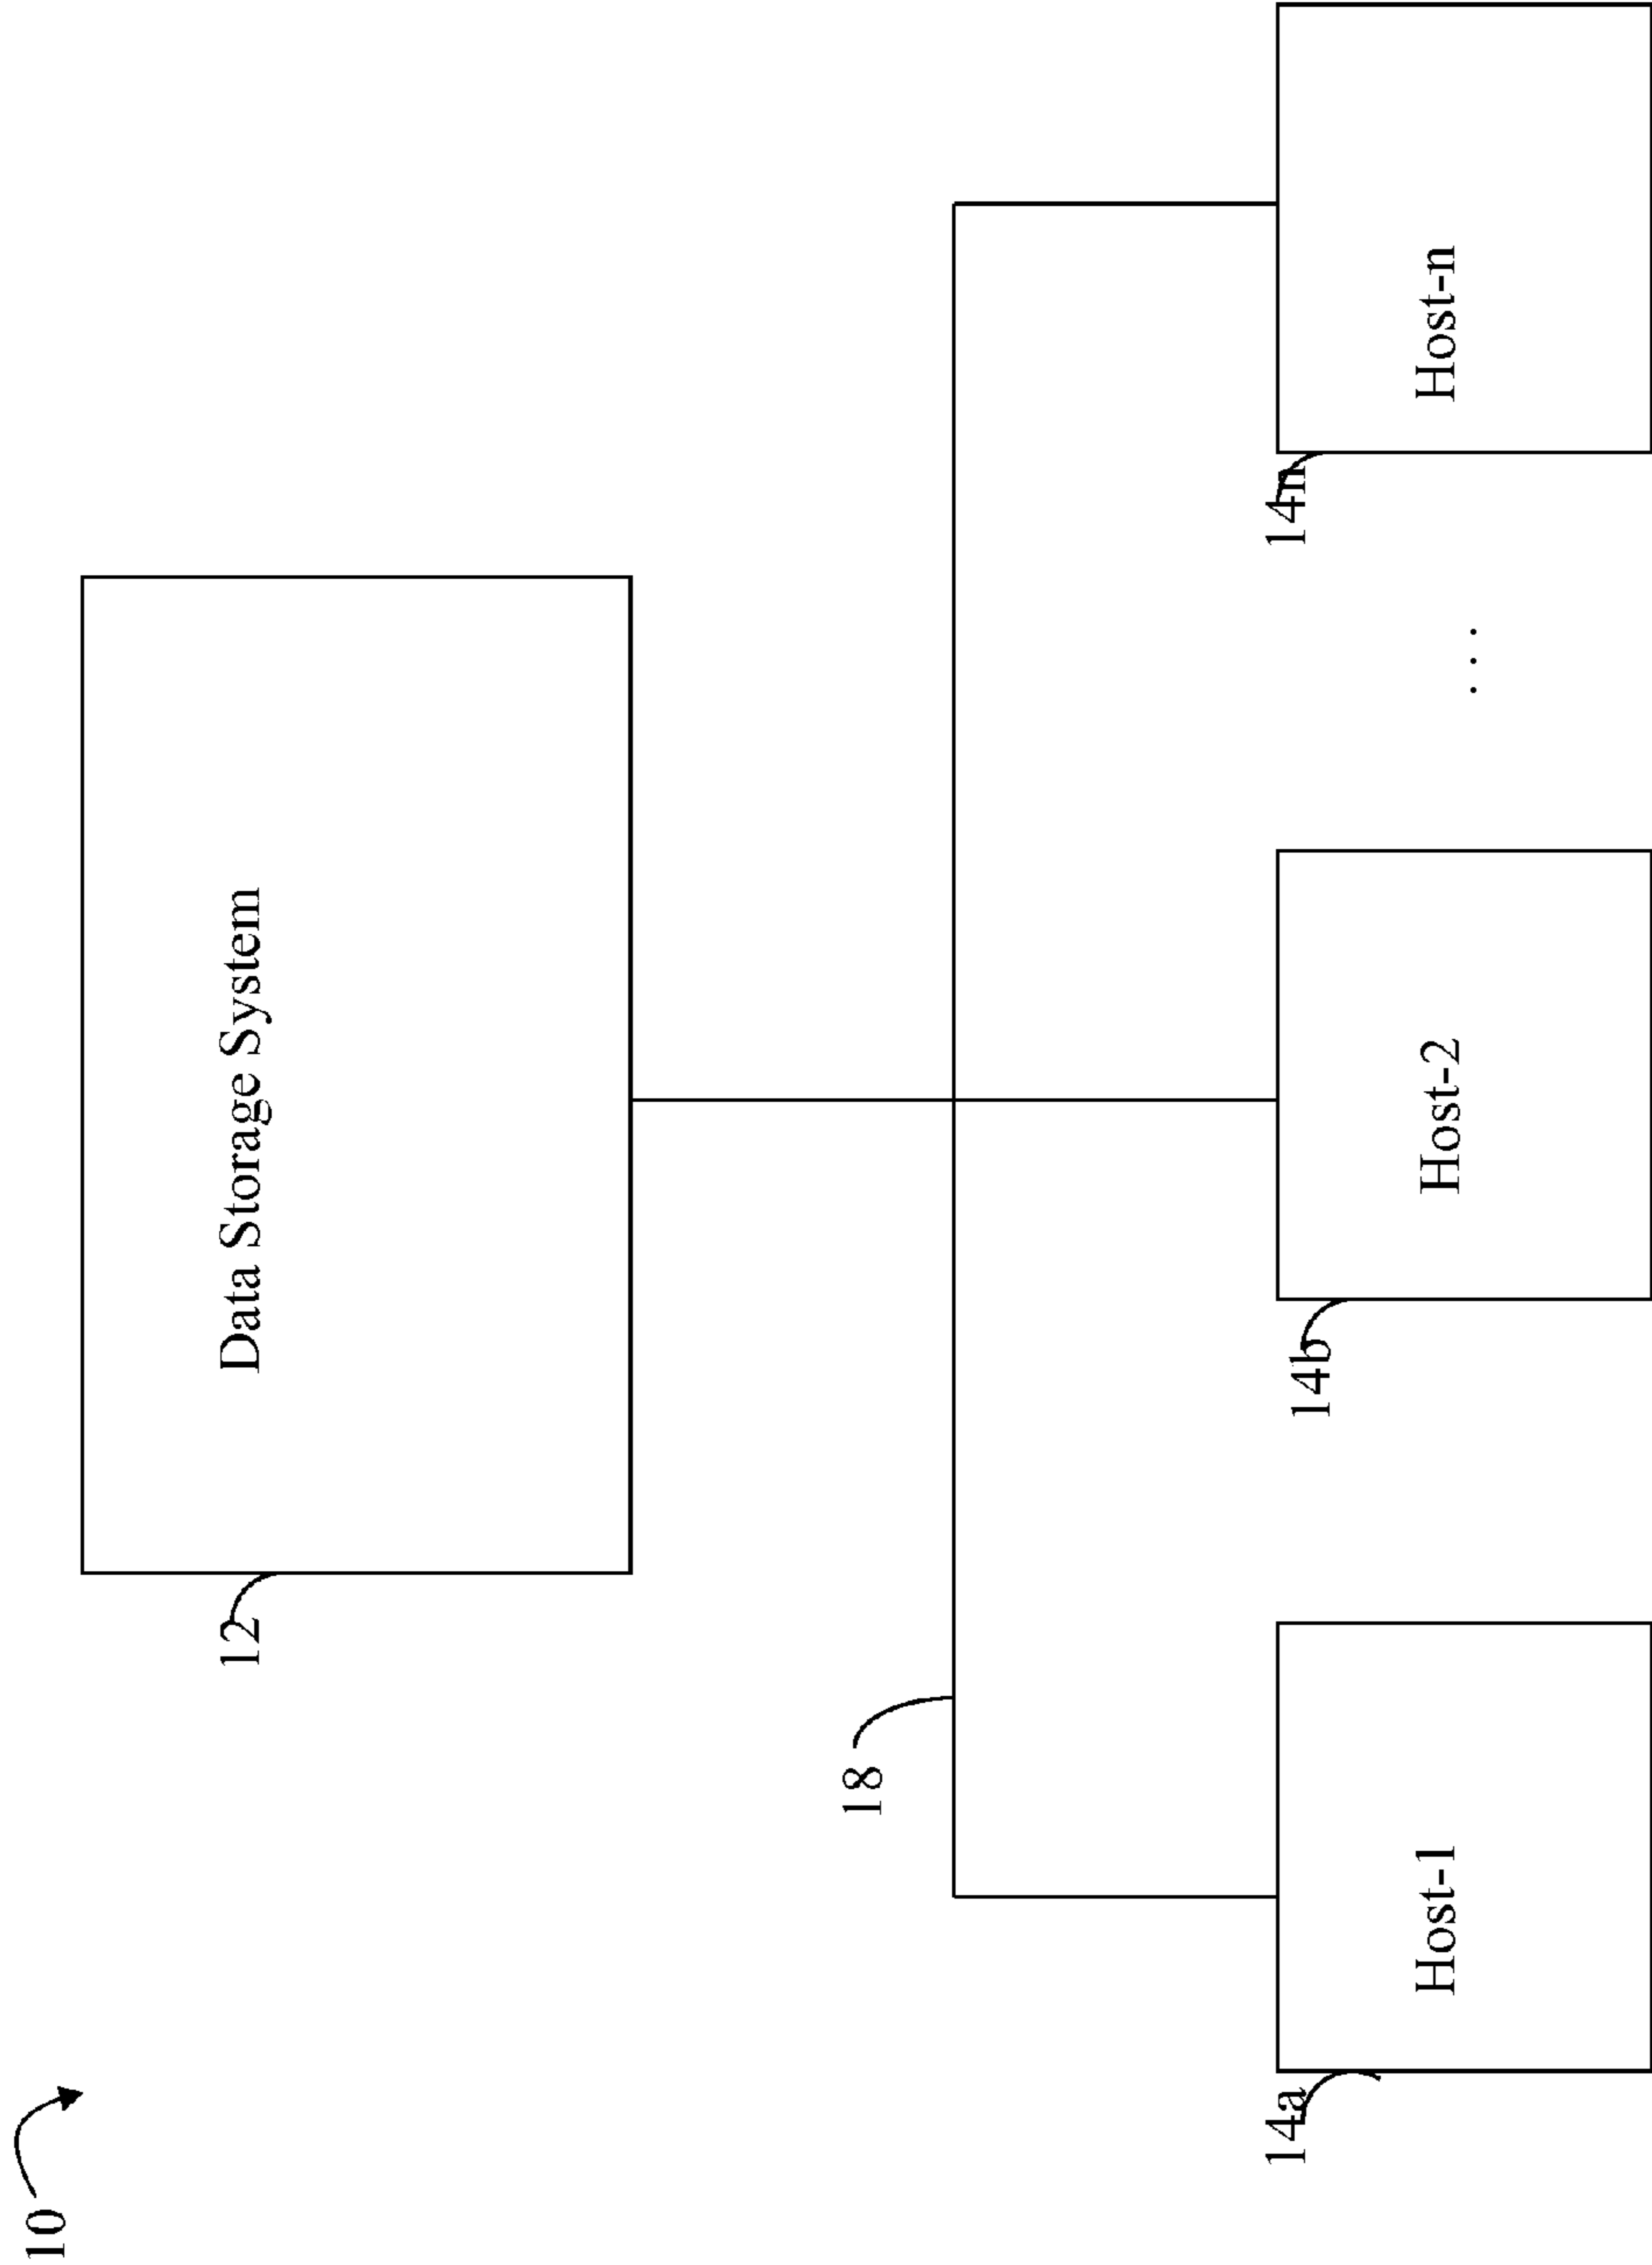 10
12
Data Storage System
18
14a
Host-1
14b
Host-2
. . .
14n
Host-n